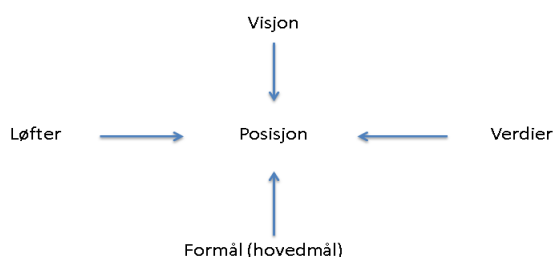 Visjon
Løfter
Posisjon
Verdier
Formål (hovedmål)